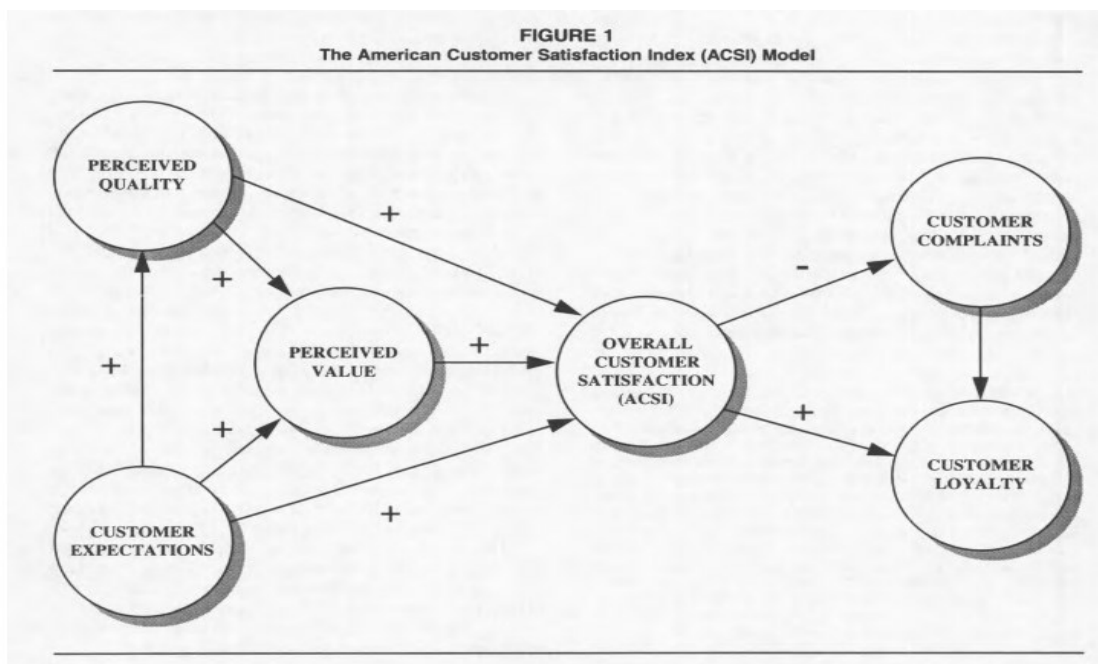 FIGURE 1
The American Customer Satisfaction Index (ACSI) Model
PERCEIVED
QUALITY
+
+
+
PERCEIVED
VALUE
+
+
CUSTOMER
EXPECTATIONS
+
OVERALL
CUSTOMER
SATISFACTION
(ACSI)
-
+
CUSTOMER
COMPLAINTS
CUSTOMER
LOYALTY